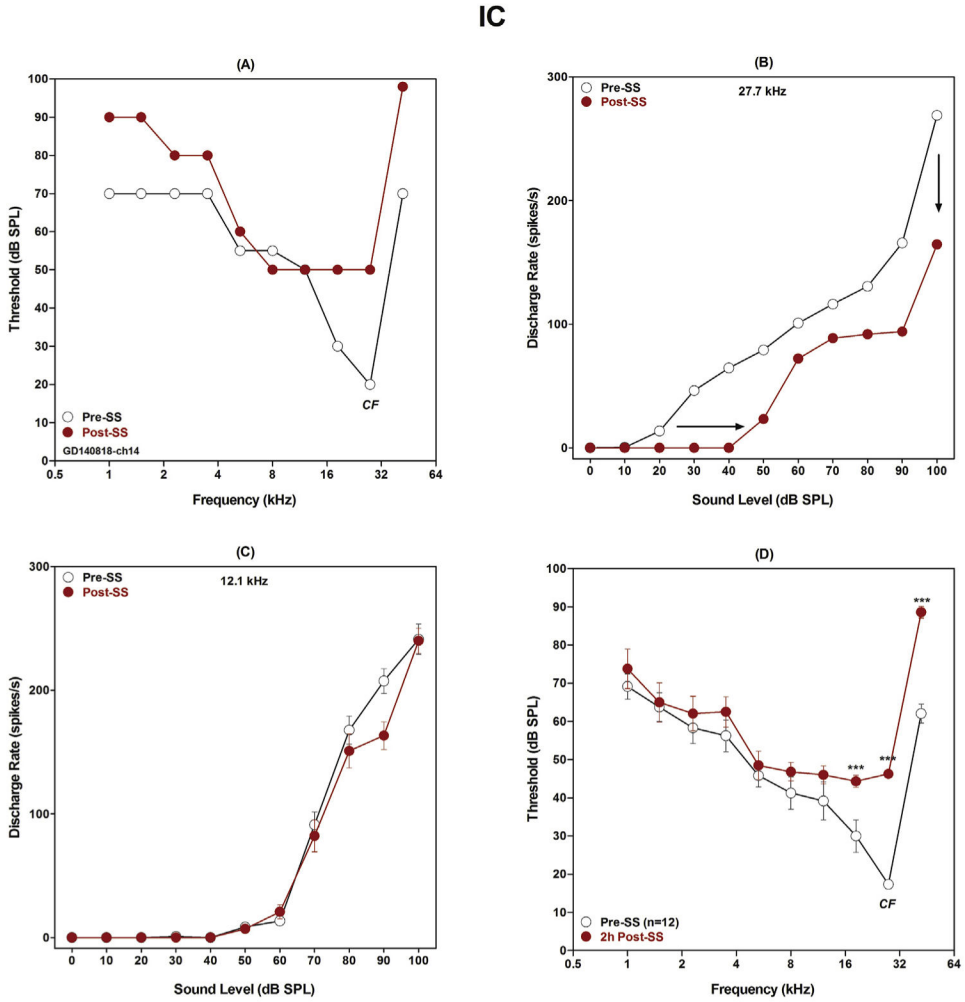 IC
(A)
Threshold (dB SPL)
100
90
80
70
60
50
40
30
20
10
0
CF
Pre-SS
Post-SS
GD140818-ch14
0.5 1 2 4 8 16 32 64
Frequency (kHz)
(B)
Discharge Rate (spikes/s)
300
200
100
0
Pre-SS
Post-SS
27.7 kHz
0 10 20 30 40 50 60 70 80 90 100
Sound Level (dB SPL)
(C)
Discharge Rate (spikes/s)
300
200
100
0
Pre-SS
Post-SS
12.1 kHz
0 10 20 30 40 50 60 70 80 90 100
Sound Level (dB SPL)
(D)
Threshold (dB SPL)
100
90
80
70
60
50
40
30
20
10
0
***
***
***
CF
Pre-SS (n=12)
2h Post-SS
0.5 1 2 4 8 16 32 64
Frequency (kHz)